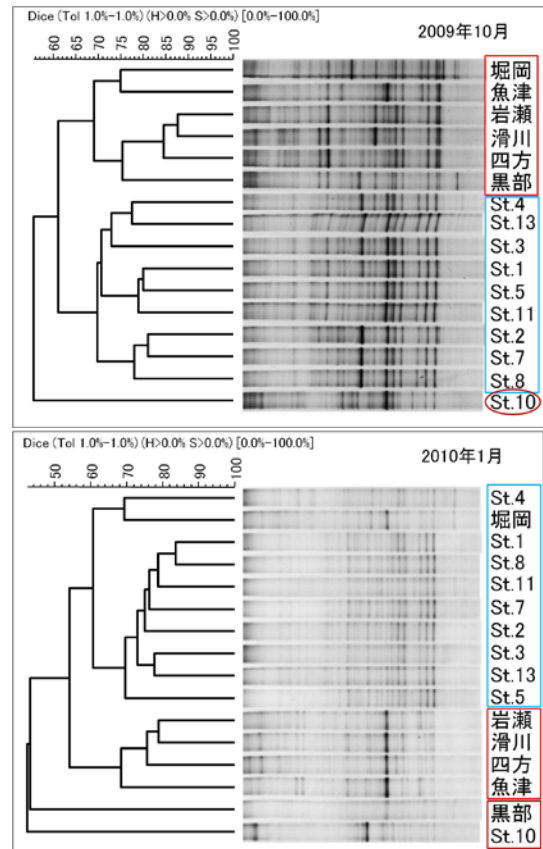 Dice (Tol 1.0%-1.0%) (H>0.0% S>0.0%) [0.0%-100.0%]
2009年10月
60 65 70 75 80 85 90 95 100
堀岡
魚津
岩瀬
滑川
四方
黒部
St.4
St.13
St.3
St.1
St.5
St.11
St.2
St.7
St.8
St.10
Dice (Tol 1.0%-1.0%) (H>0.0% S>0.0%) [0.0%-100.0%]
2010年1月
50 60 70 80 90 100
St.4
堀岡
St.1
St.8
St.11
St.7
St.2
St.3
St.13
St.5
岩瀬
滑川
四方
魚津
黒部
St.10